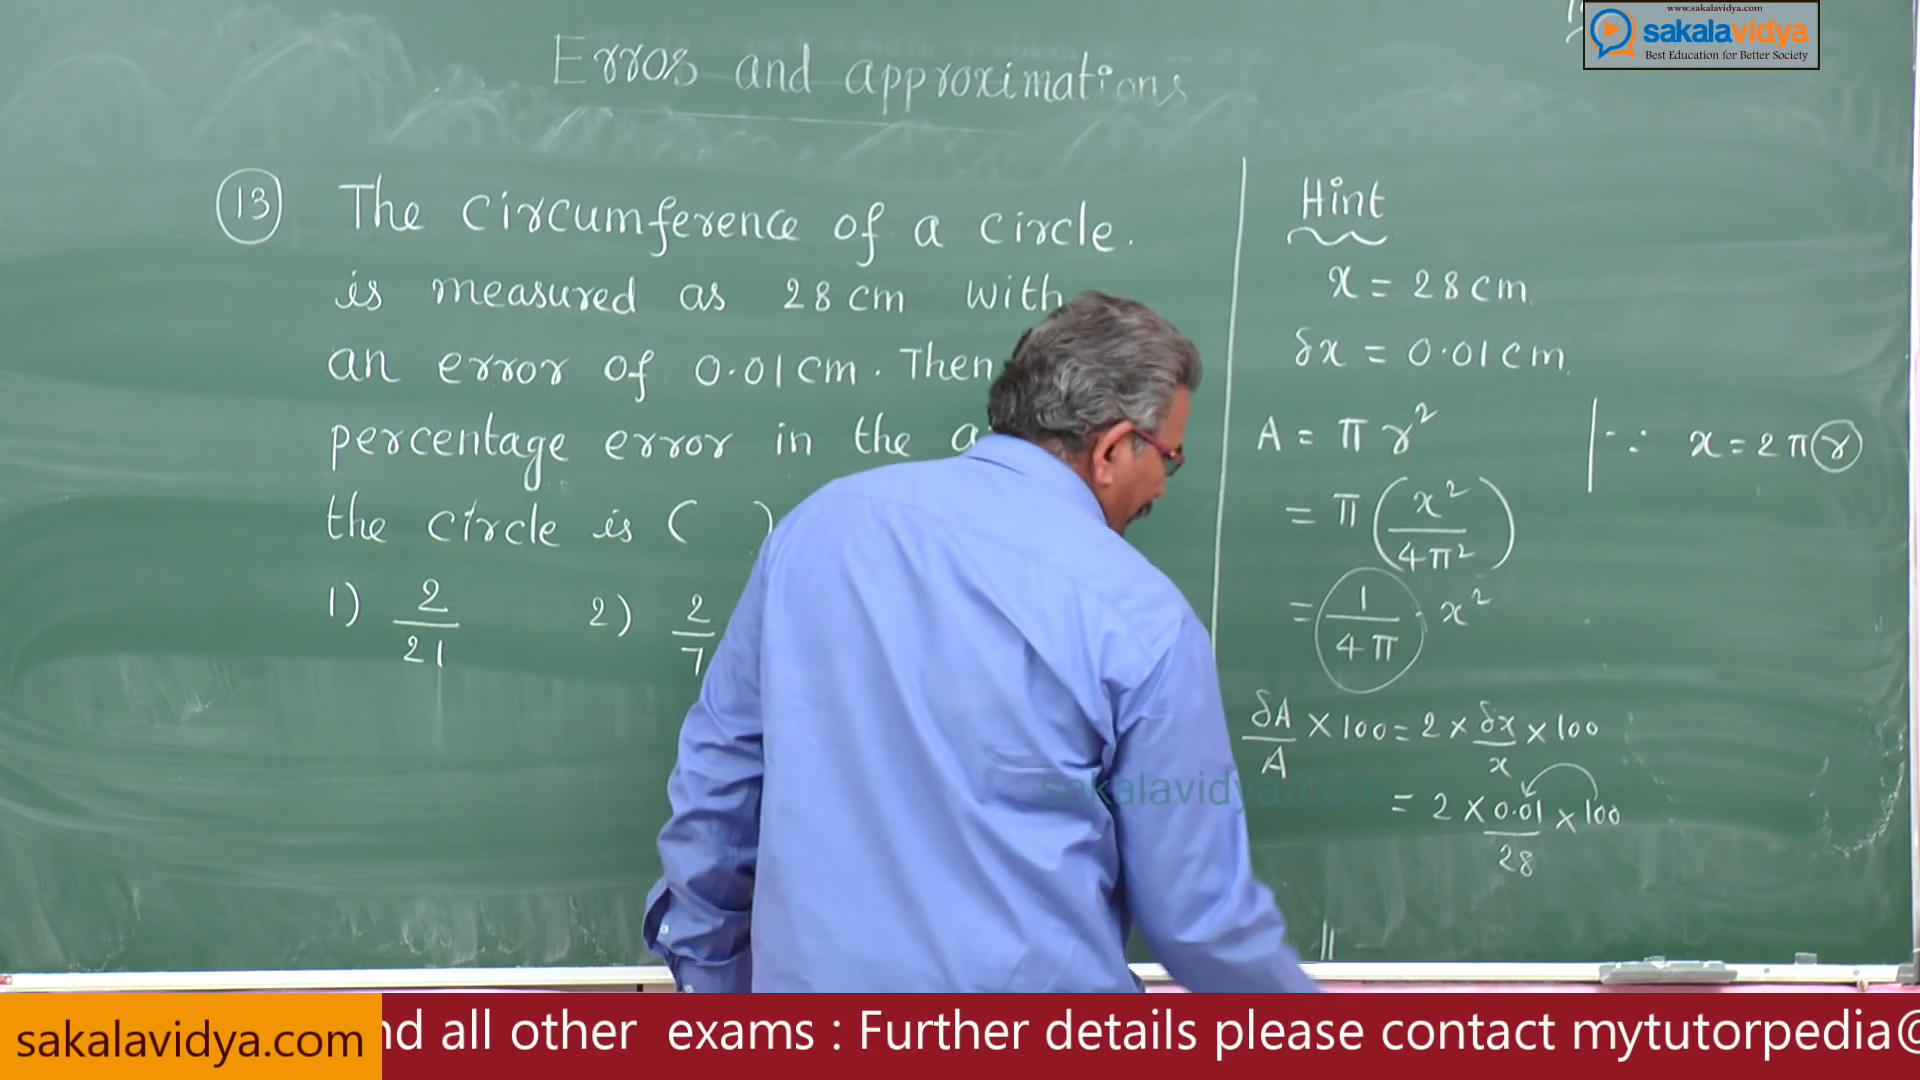 www.sakalavidya.com
sakalavidya
Best Education for Better Society
Erros and approximations
13 The circumference of a circle.
is measured as 28 cm with
an error of 0.01 cm. Then
percentage error in the a
the circle is ( )
1) 2/21 2) 2/7
Hint
x = 28 cm.
δx = 0.01 cm.
A = π r² | ∵ x = 2 π r
= π ( x² / 4π² )
= 1/4π · x²
δA/A × 100 = 2 × δx/x × 100
= 2 × 0.01/28 × 100
sakalavidya.com
sakalavidya.com
nd all other exams : Further details please contact mytutorpedia@